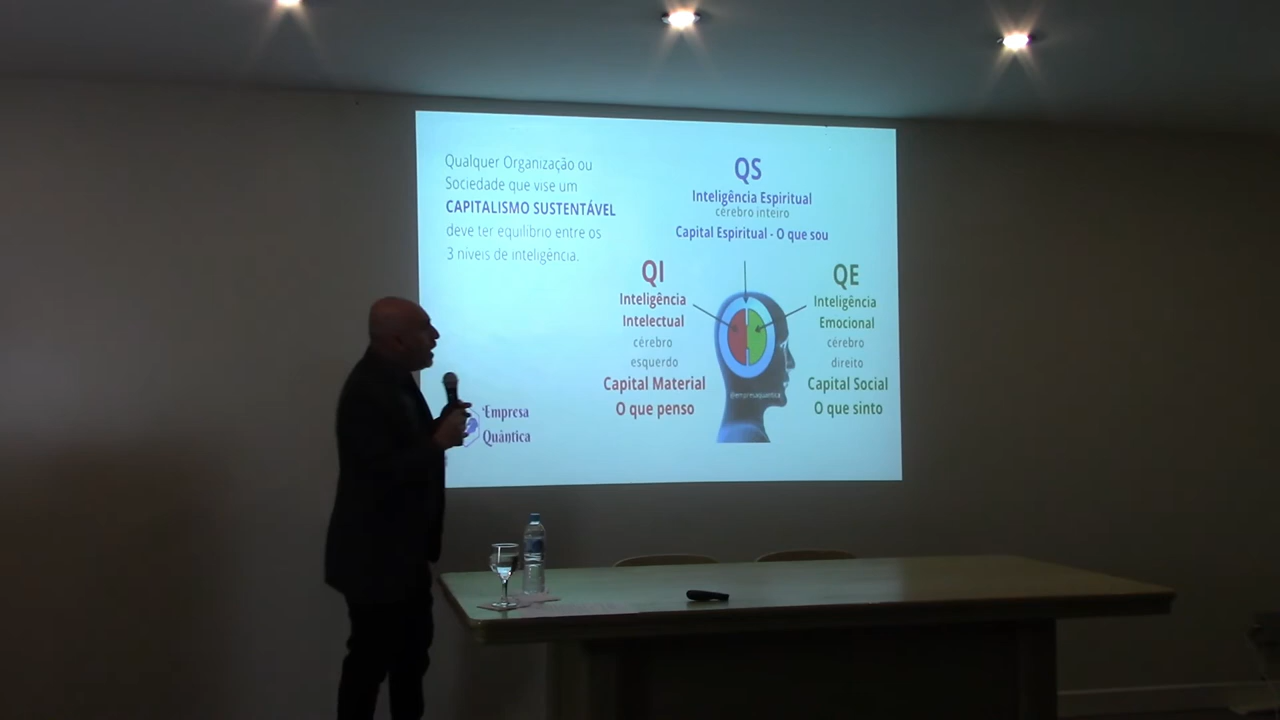 Qualquer Organização ou
Sociedade que vise um
CAPITALISMO SUSTENTÁVEL
deve ter equilíbrio entre os
3 níveis de inteligência.
QS
Inteligência Espiritual
cérebro inteiro
Capital Espiritual - O que sou
QI
Inteligência
Intelectual
cérebro
esquerdo
Capital Material
O que penso
QE
Inteligência
Emocional
cérebro
direito
Capital Social
O que sinto
@empresaquantica
Empresa
Quântica